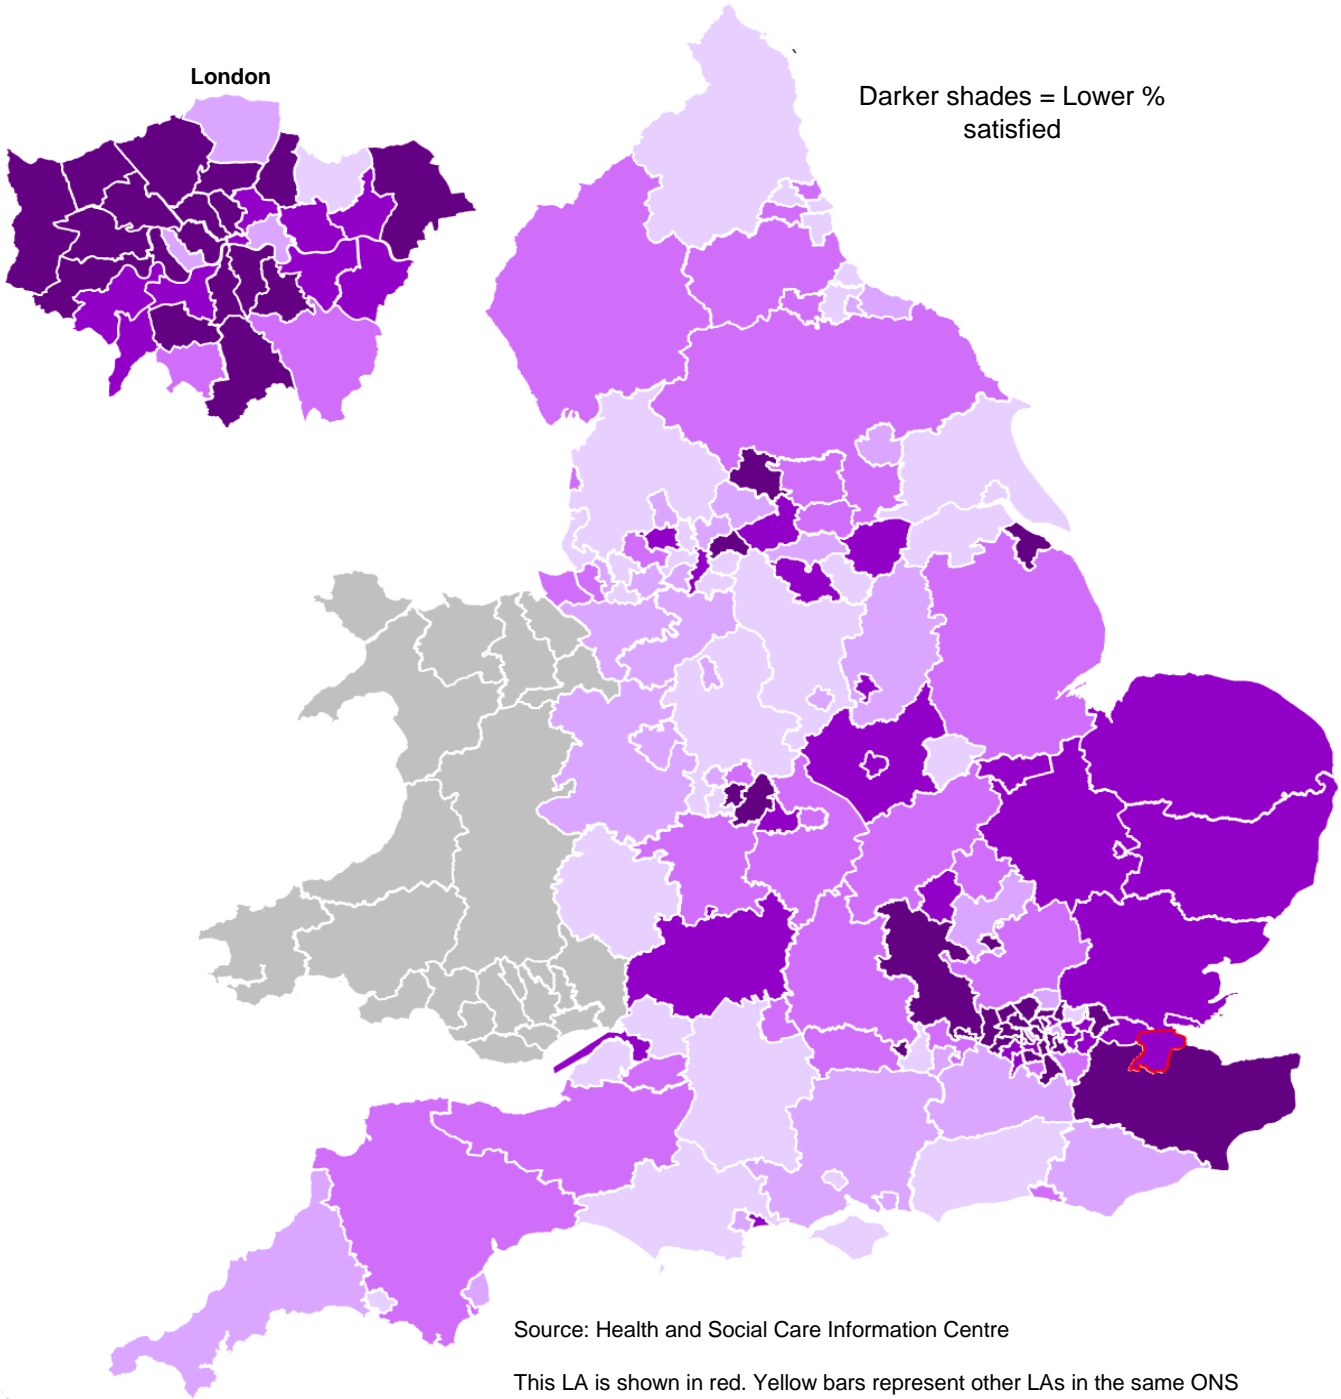 London
Darker shades = Lower %
satisfied
`
Source: Health and Social Care Information Centre
This LA is shown in red. Yellow bars represent other LAs in the same ONS